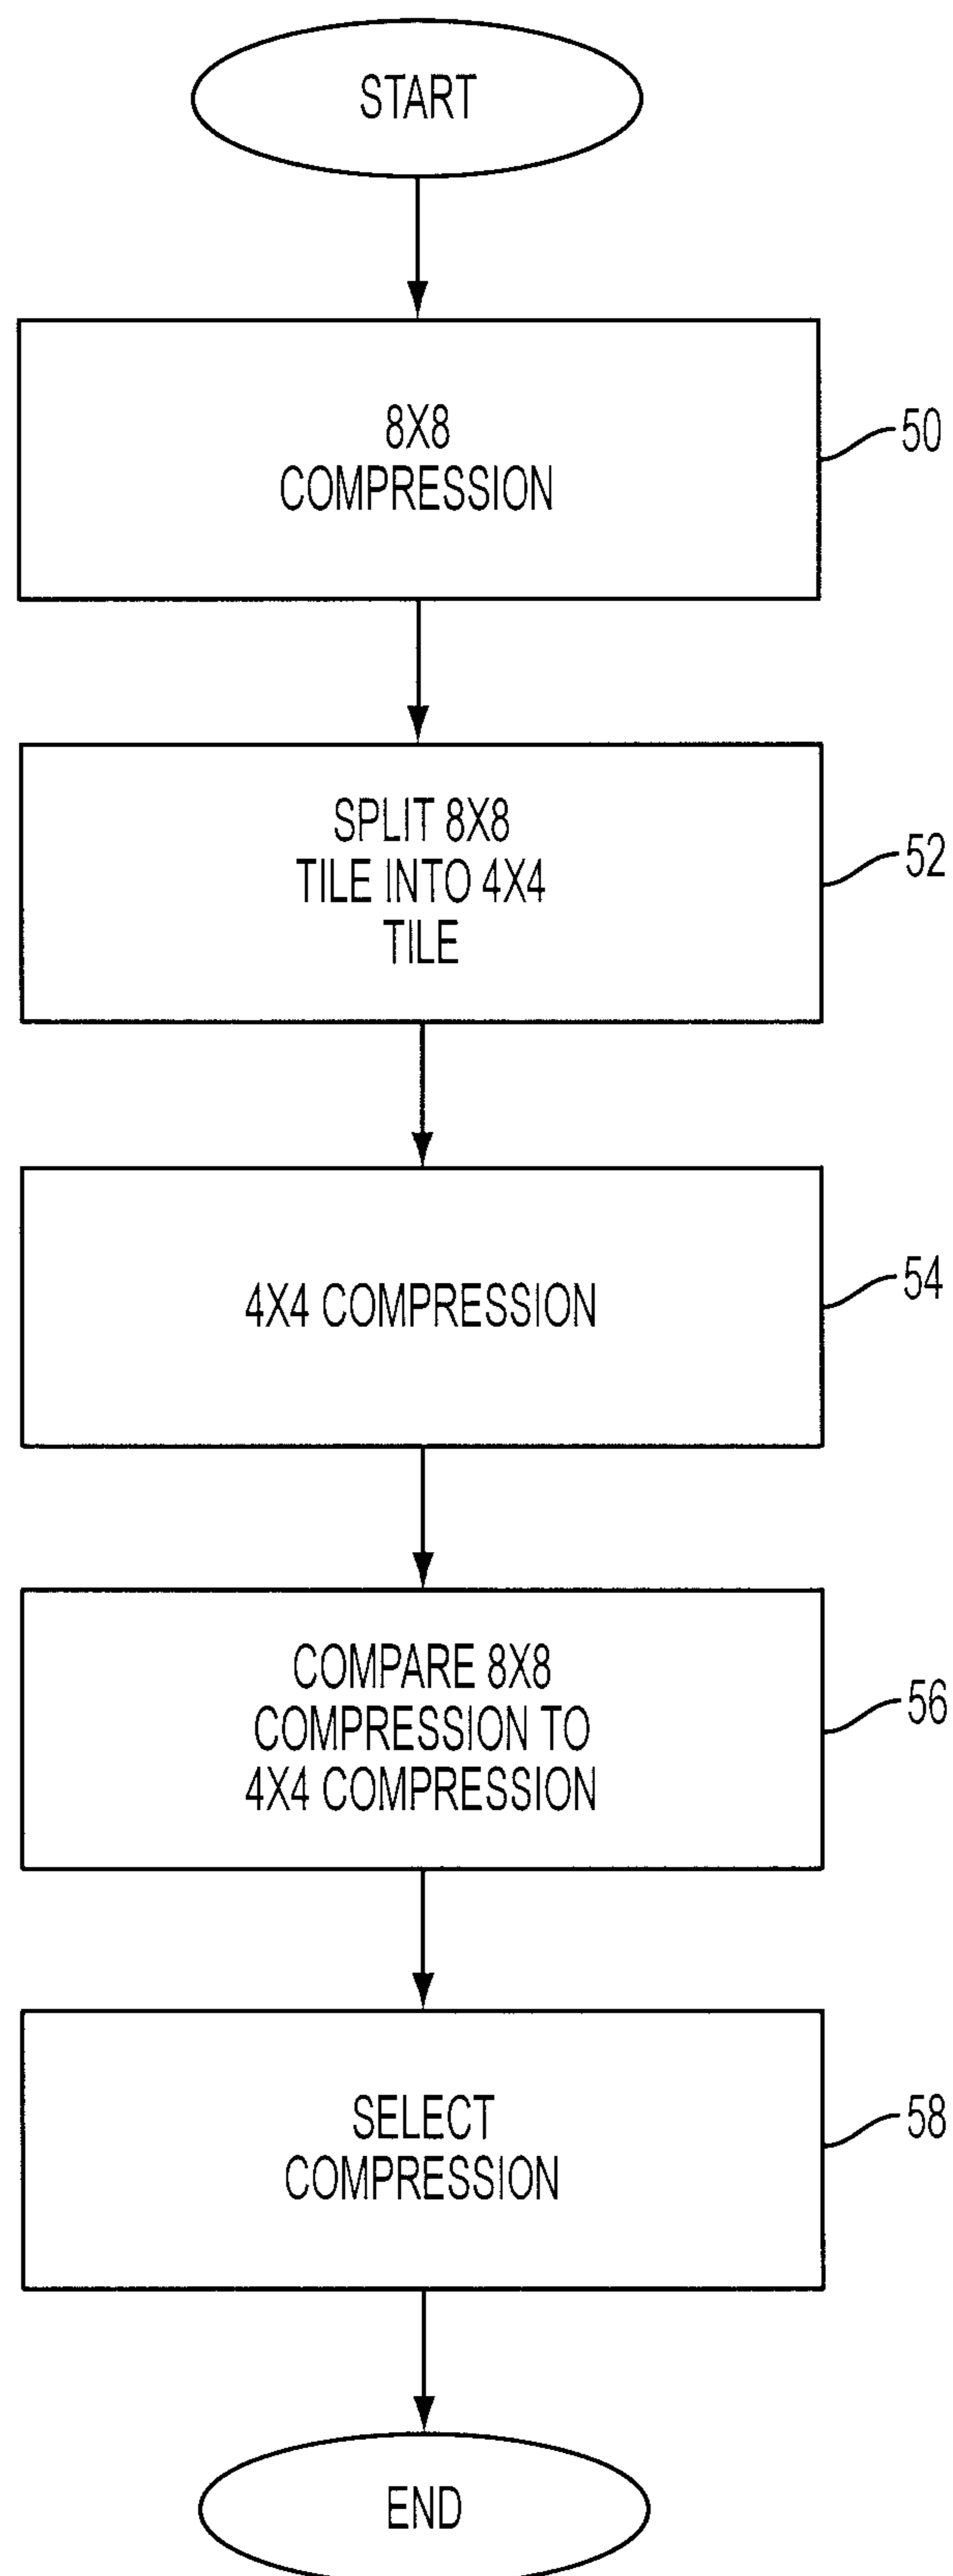 START
8X8
COMPRESSION
50
SPLIT 8X8
TILE INTO 4X4
TILE
52
4X4 COMPRESSION
54
COMPARE 8X8
COMPRESSION TO
4X4 COMPRESSION
56
SELECT
COMPRESSION
58
END